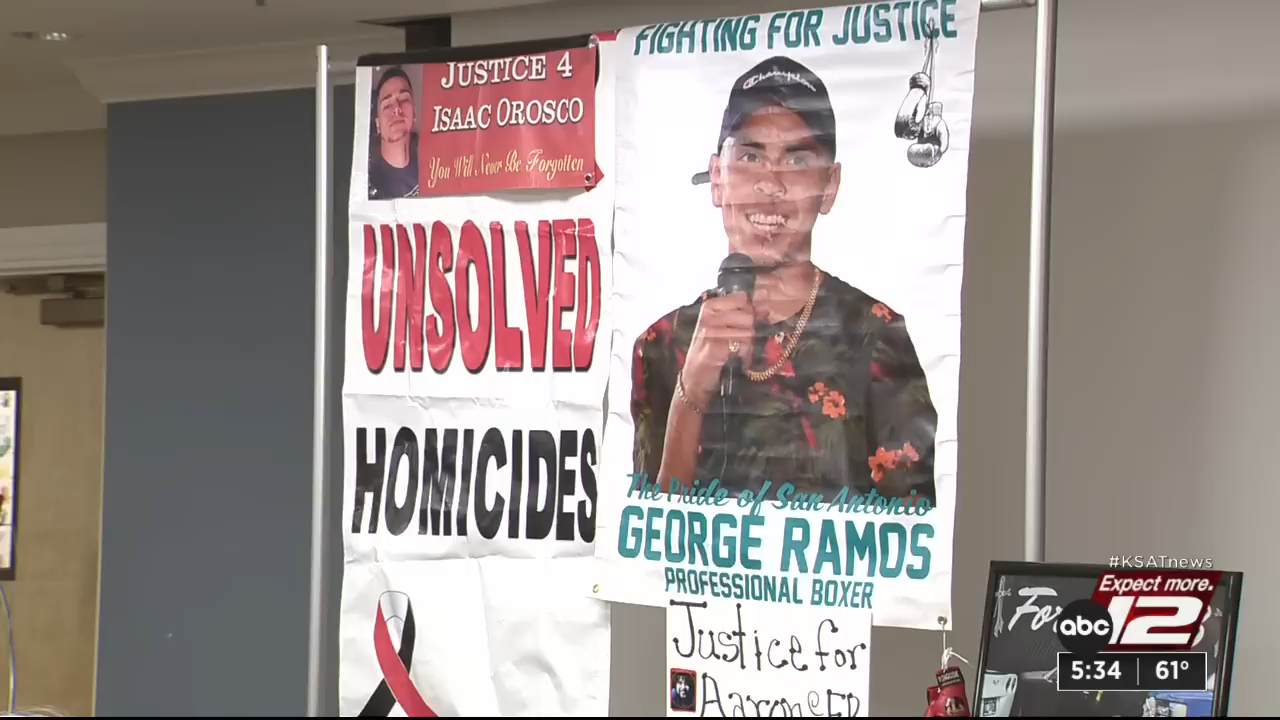 JUSTICE 4
ISAAC OROSCO
You Will Never Be Forgotten
UNSOLVED
HOMICIDES
FIGHTING FOR JUSTICE
Champion
The Pride of San Antonio
GEORGE RAMOS
PROFESSIONAL BOXER
Justice for
#KSATnews
Expect more.
abc 12
5:34 61°